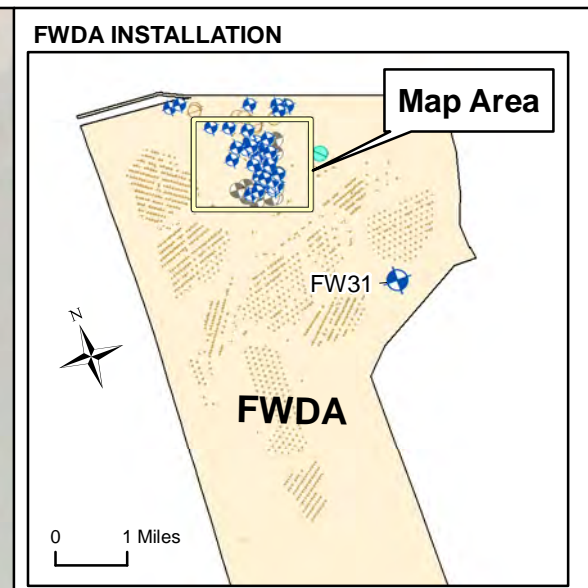 FWDA INSTALLATION
Map Area
FW31
N
FWDA
0 1 Miles